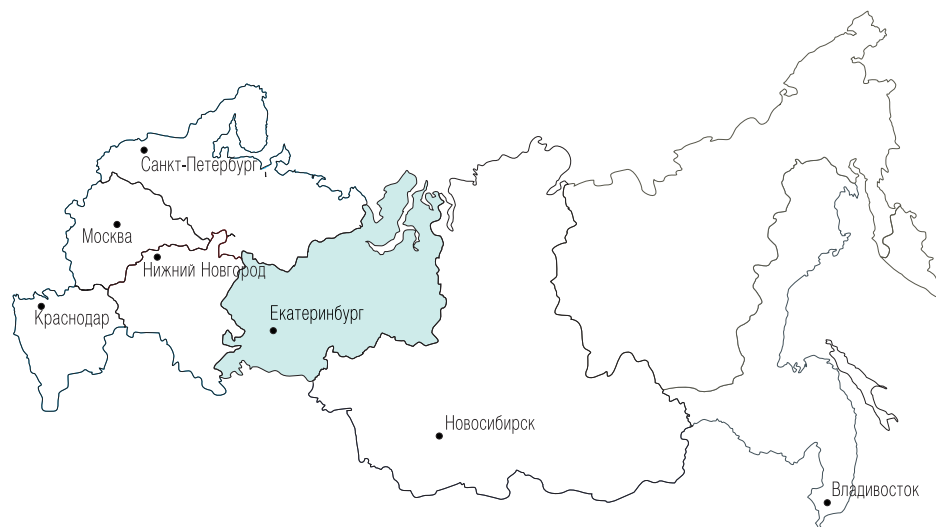 Санкт-Петербург
Москва
Нижний Новгород
Краснодар
Екатеринбург
Новосибирск
Владивосток